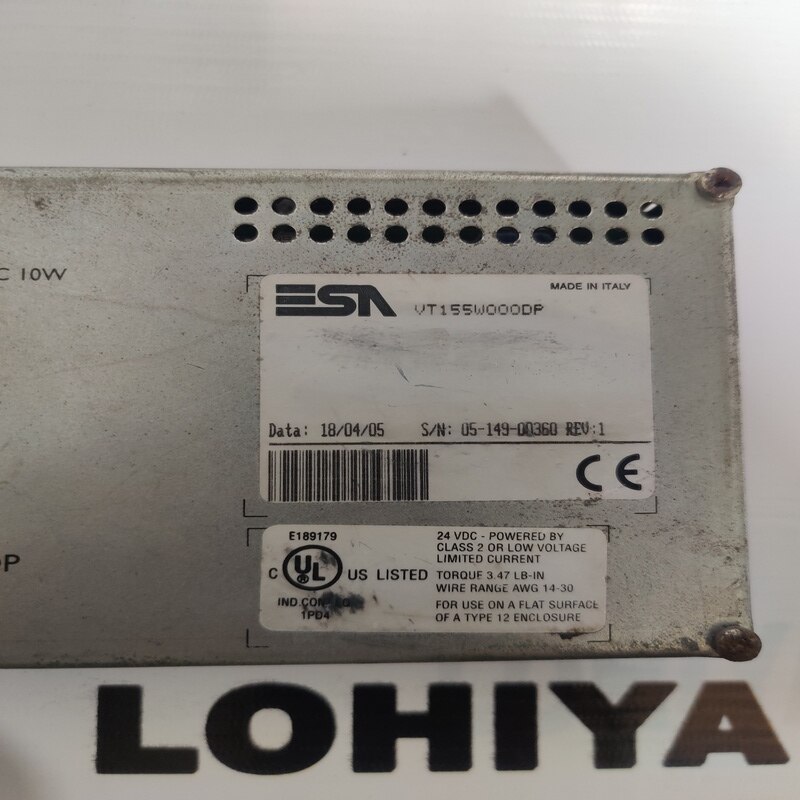 C 10W
ESA VT155W000DP
MADE IN ITALY
Data: 18/04/05 S/N: 05-149-00360 REV:1
CE
DP
E189179
C UL US LISTED
IND.CON. EQ.
1PD4
24 VDC - POWERED BY
CLASS 2 OR LOW VOLTAGE
LIMITED CURRENT
TORQUE 3.47 LB-IN
WIRE RANGE AWG 14-30
FOR USE ON A FLAT SURFACE
OF A TYPE 12 ENCLOSURE
LOHIYA